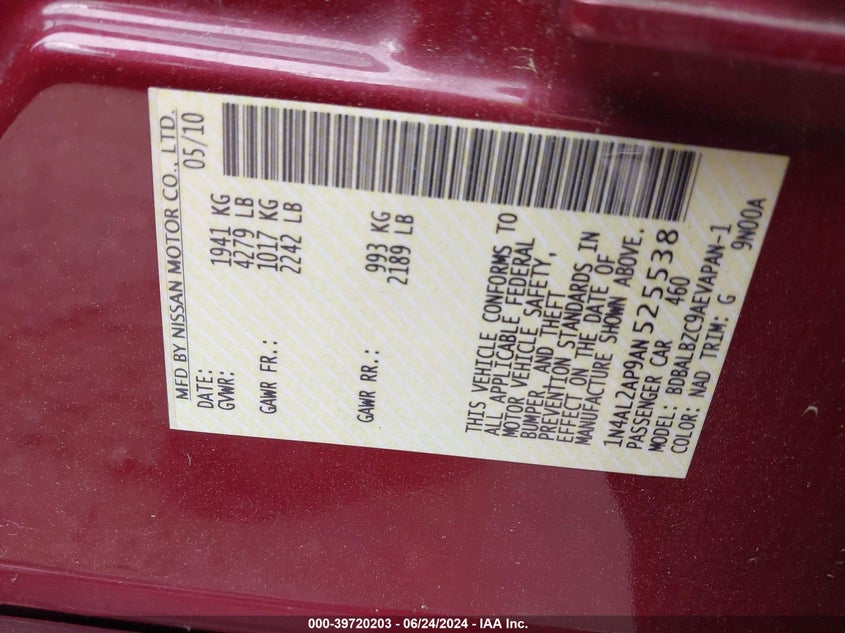 MFD BY NISSAN MOTOR CO., LTD.
DATE: 05/10
GVWR: 1941 KG
4279 LB
GAWR FR.: 1017 KG
2242 LB
GAWR RR.: 993 KG
2189 LB
THIS VEHICLE CONFORMS TO
ALL APPLICABLE FEDERAL
MOTOR VEHICLE SAFETY,
BUMPER, AND THEFT
PREVENTION STANDARDS IN
EFFECT ON THE DATE OF
MANUFACTURE SHOWN ABOVE.
1N4AL2AP9AN525538
PASSENGER CAR 460
MODEL: BDBALBZC9AEVAPAN-1
COLOR: NAD TRIM: G 9N00A
000-39720203 - 06/24/2024 - IAA Inc.